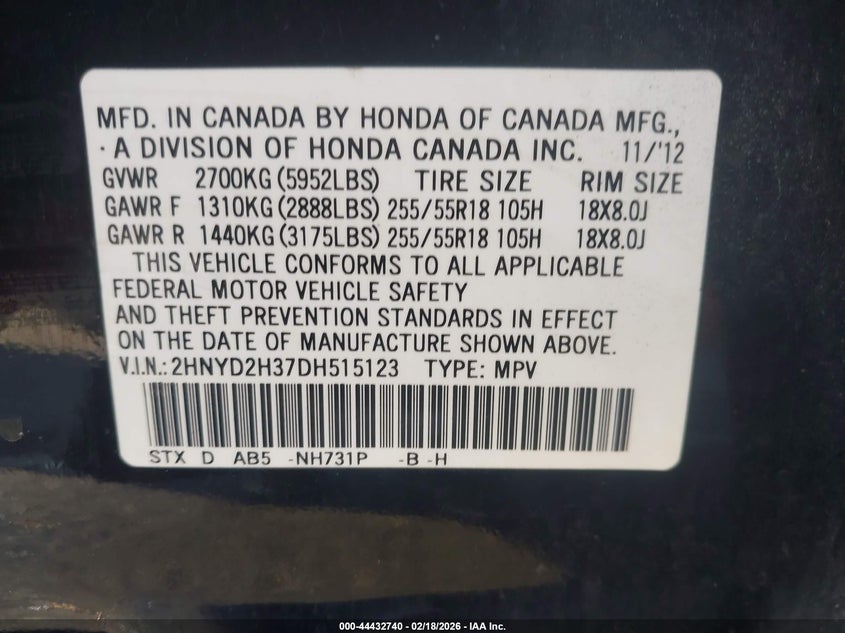 MFD. IN CANADA BY HONDA OF CANADA MFG.,
A DIVISION OF HONDA CANADA INC. 11/'12
GVWR 2700KG (5952LBS) TIRE SIZE RIM SIZE
GAWR F 1310KG (2888LBS) 255/55R18 105H 18X8.0J
GAWR R 1440KG (3175LBS) 255/55R18 105H 18X8.0J
THIS VEHICLE CONFORMS TO ALL APPLICABLE
FEDERAL MOTOR VEHICLE SAFETY
AND THEFT PREVENTION STANDARDS IN EFFECT
ON THE DATE OF MANUFACTURE SHOWN ABOVE.
V.I.N.: 2HNYD2H37DH515123 TYPE: MPV
STX D AB5 -NH731P -B -H
000-44432740 - 02/18/2026 - IAA Inc.